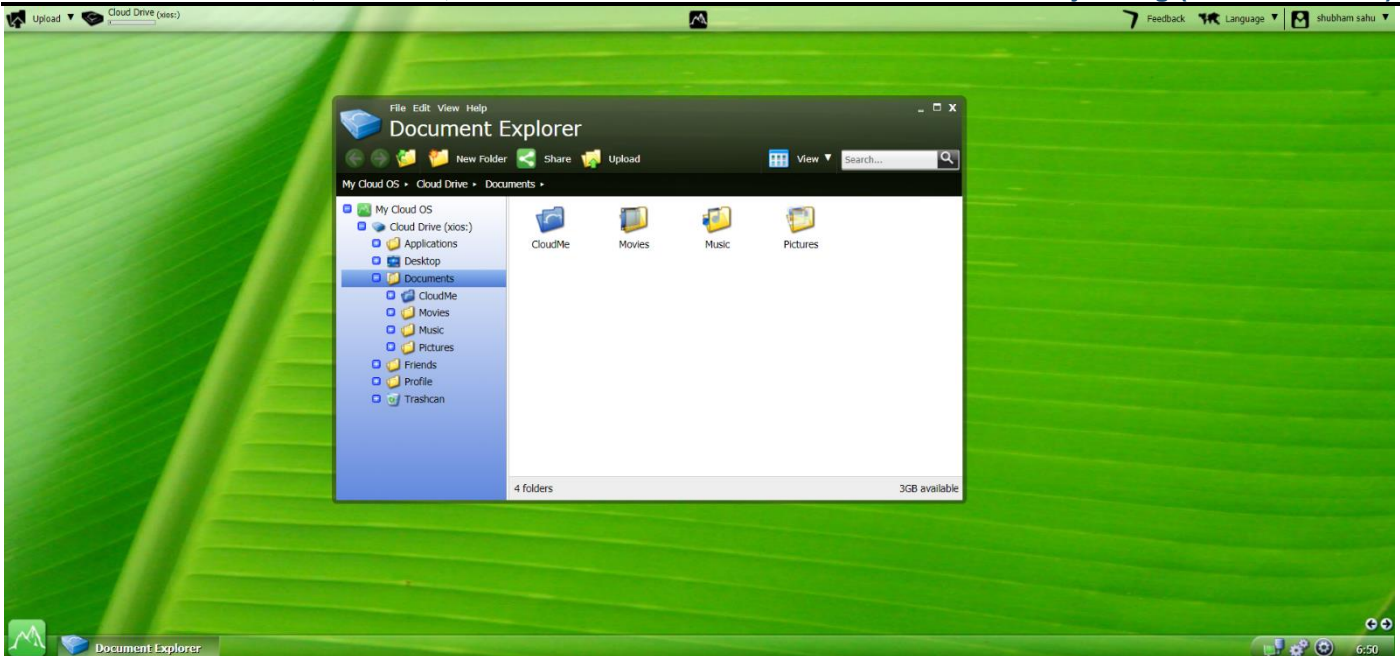 Upload ▼ Cloud Drive (xios:) Feedback Language ▼ shubham sahu ▼
File Edit View Help
Document Explorer
New Folder Share Upload View ▼ Search...
My Cloud OS ▸ Cloud Drive ▸ Documents ▸
My Cloud OS
Cloud Drive (xios:)
Applications
Desktop
Documents
CloudMe
Movies
Music
Pictures
Friends
Profile
Trashcan
CloudMe Movies Music Pictures
4 folders 3GB available
Document Explorer 6:50